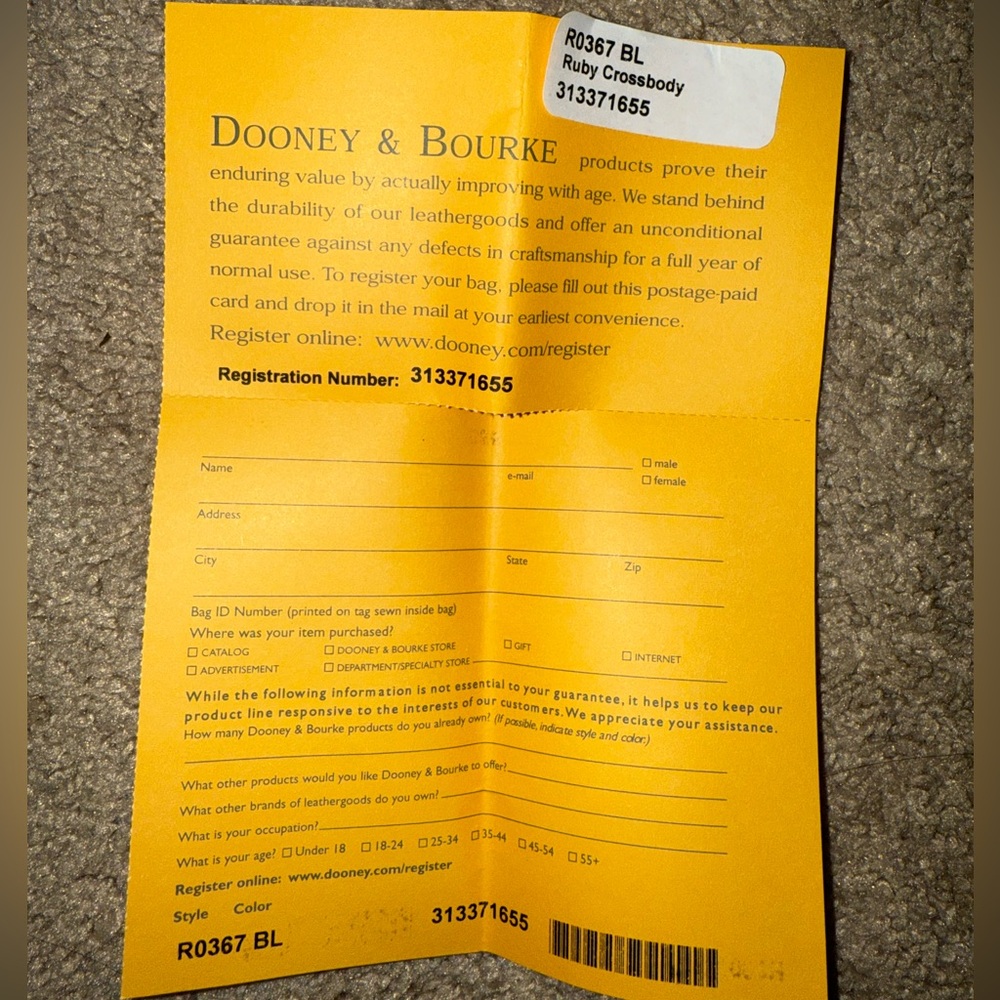 R0367 BL
Ruby Crossbody
313371655
DOONEY & BOURKE products prove their
enduring value by actually improving with age. We stand behind
the durability of our leathergoods and offer an unconditional
guarantee against any defects in craftsmanship for a full year of
normal use. To register your bag, please fill out this postage-paid
card and drop it in the mail at your earliest convenience.
Register online: www.dooney.com/register
Registration Number: 313371655
Name e-mail ☐ male
☐ female
Address
City State Zip
Bag ID Number (printed on tag sewn inside bag)
Where was your item purchased?
☐ CATALOG ☐ DOONEY & BOURKE STORE ☐ GIFT ☐ INTERNET
☐ ADVERTISEMENT ☐ DEPARTMENT/SPECIALTY STORE
While the following information is not essential to your guarantee, it helps us to keep our
product line responsive to the interests of our customers. We appreciate your assistance.
How many Dooney & Bourke products do you already own? (If possible, indicate style and color.)
What other products would you like Dooney & Bourke to offer?
What other brands of leathergoods do you own?
What is your occupation?
What is your age? ☐ Under 18 ☐ 18-24 ☐ 25-34 ☐ 35-44 ☐ 45-54 ☐ 55+
Register online: www.dooney.com/register
Style Color
R0367 BL 313371655